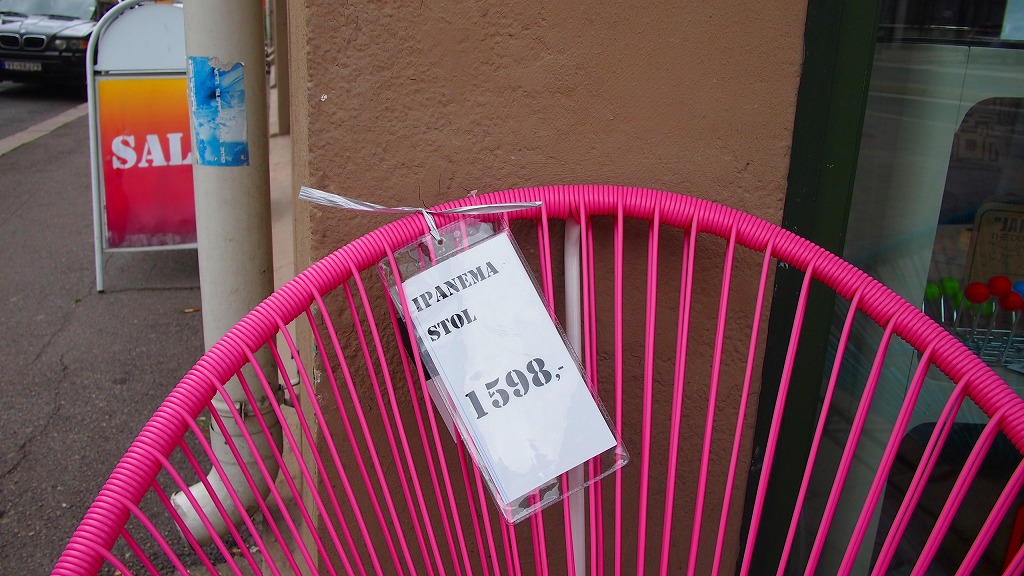 SAL
IPANEMA
STOL
1598,-